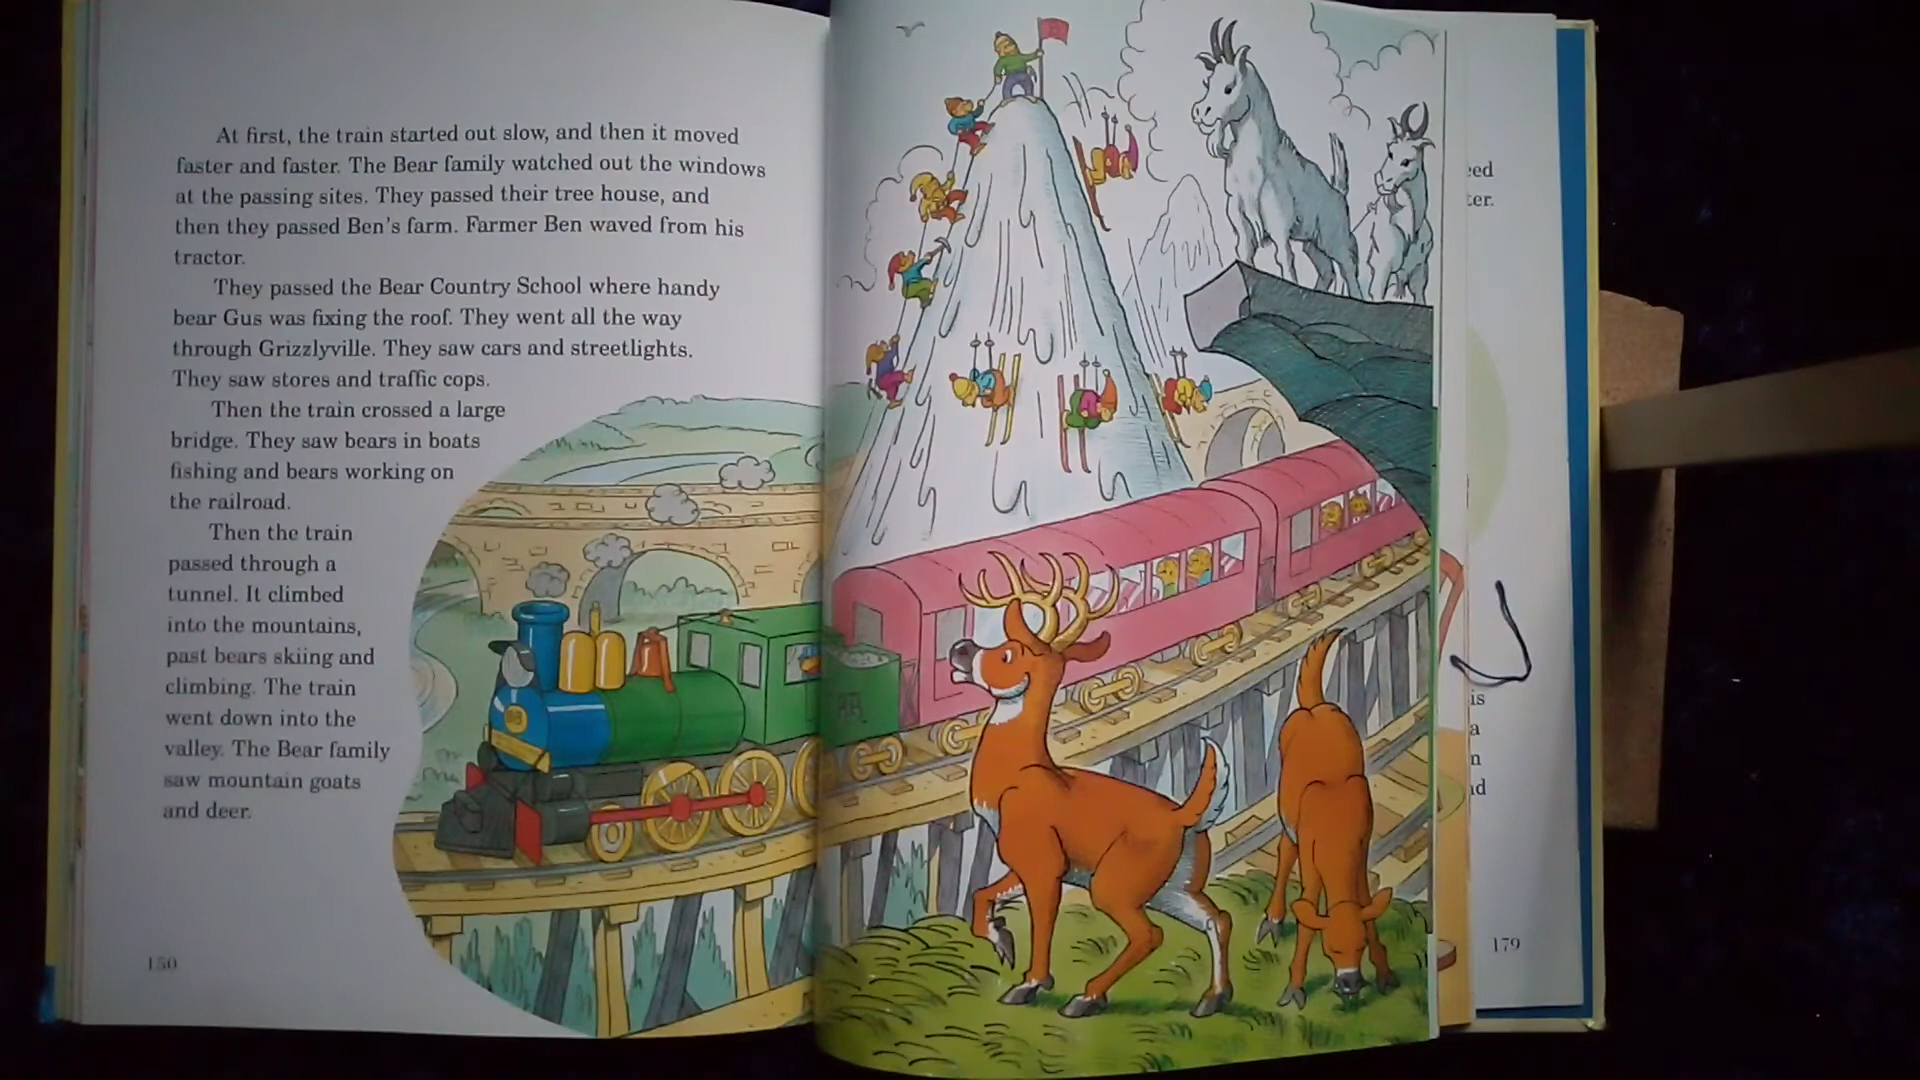 At first, the train started out slow, and then it moved
faster and faster. The Bear family watched out the windows
at the passing sites. They passed their tree house, and
then they passed Ben's farm. Farmer Ben waved from his
tractor.
They passed the Bear Country School where handy
bear Gus was fixing the roof. They went all the way
through Grizzlyville. They saw cars and streetlights.
They saw stores and traffic cops.
Then the train crossed a large
bridge. They saw bears in boats
fishing and bears working on
the railroad.
Then the train
passed through a
tunnel. It climbed
into the mountains,
past bears skiing and
climbing. The train
went down into the
valley. The Bear family
saw mountain goats
and deer.
150
179